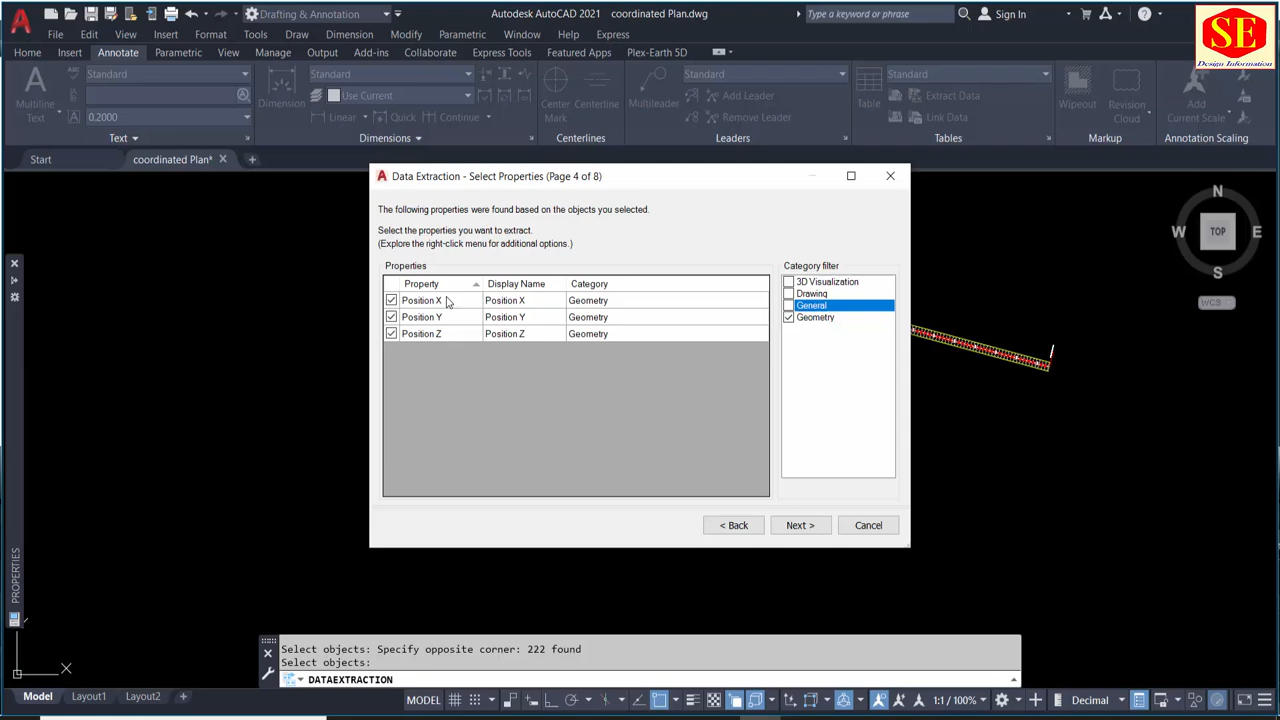 Drafting & Annotation
Autodesk AutoCAD 2021 coordinated Plan.dwg
Type a keyword or phrase
Sign In
SE
Design Information
File Edit View Insert Format Tools Draw Dimension Modify Parametric Window Help Express
Home Insert Annotate Parametric View Manage Output Add-ins Collaborate Express Tools Featured Apps Plex-Earth 5D
Multiline Text
Standard
0.2000
Text
Dimension
Standard
Use Current
Linear Quick Continue
Dimensions
Center Mark
Centerline
Centerlines
Multileader
Standard
Add Leader
Remove Leader
Leaders
Table
Standard
Extract Data
Link Data
Tables
Wipeout
Revision Cloud
Markup
Add Current Scale
Annotation Scaling
Start
coordinated Plan*
Data Extraction - Select Properties (Page 4 of 8)
The following properties were found based on the objects you selected.
Select the properties you want to extract.
(Explore the right-click menu for additional options.)
Properties
Category filter
Property Display Name Category
Position X Position X Geometry
Position Y Position Y Geometry
Position Z Position Z Geometry
3D Visualization
Drawing
General
Geometry
< Back
Next >
Cancel
N
W TOP E
S
WCS
PROPERTIES
Y
X
Select objects: Specify opposite corner: 222 found
Select objects:
DATAEXTRACTION
Model Layout1 Layout2
MODEL
1:1 / 100%
Decimal